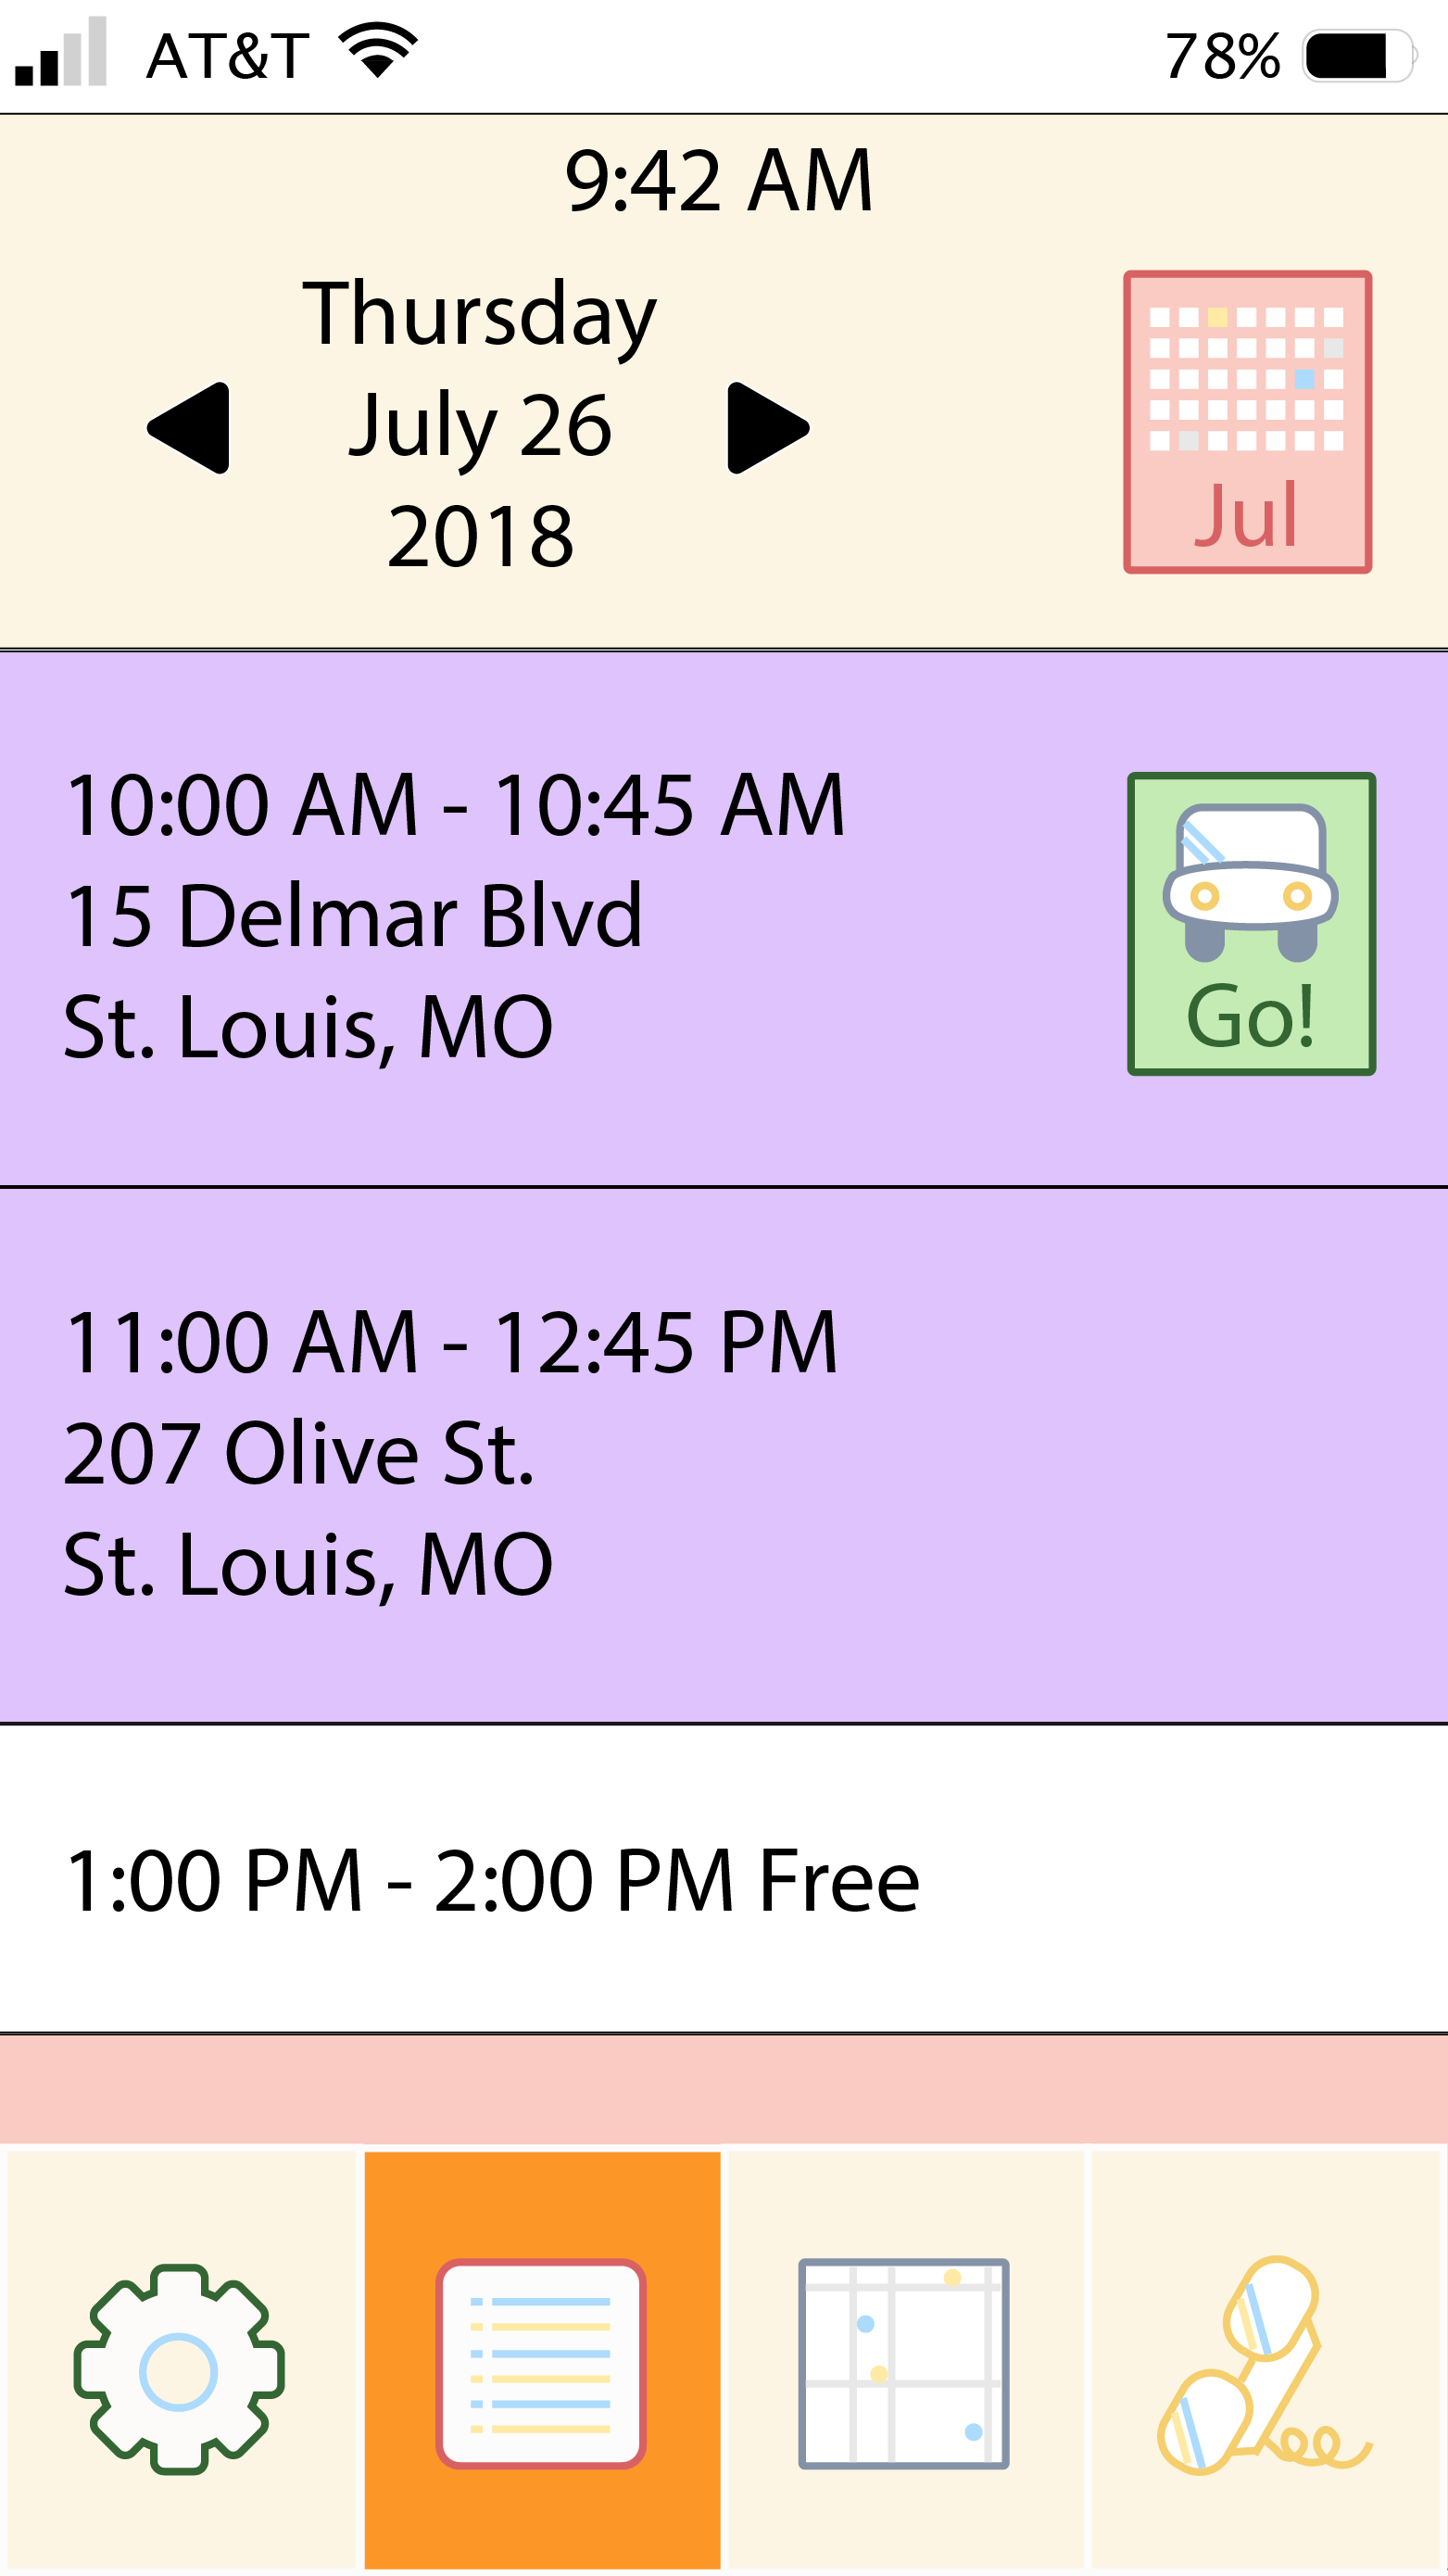 AT&T 78%
9:42 AM
Thursday
July 26
2018
Jul
10:00 AM - 10:45 AM
15 Delmar Blvd
St. Louis, MO
Go!
11:00 AM - 12:45 PM
207 Olive St.
St. Louis, MO
1:00 PM - 2:00 PM Free